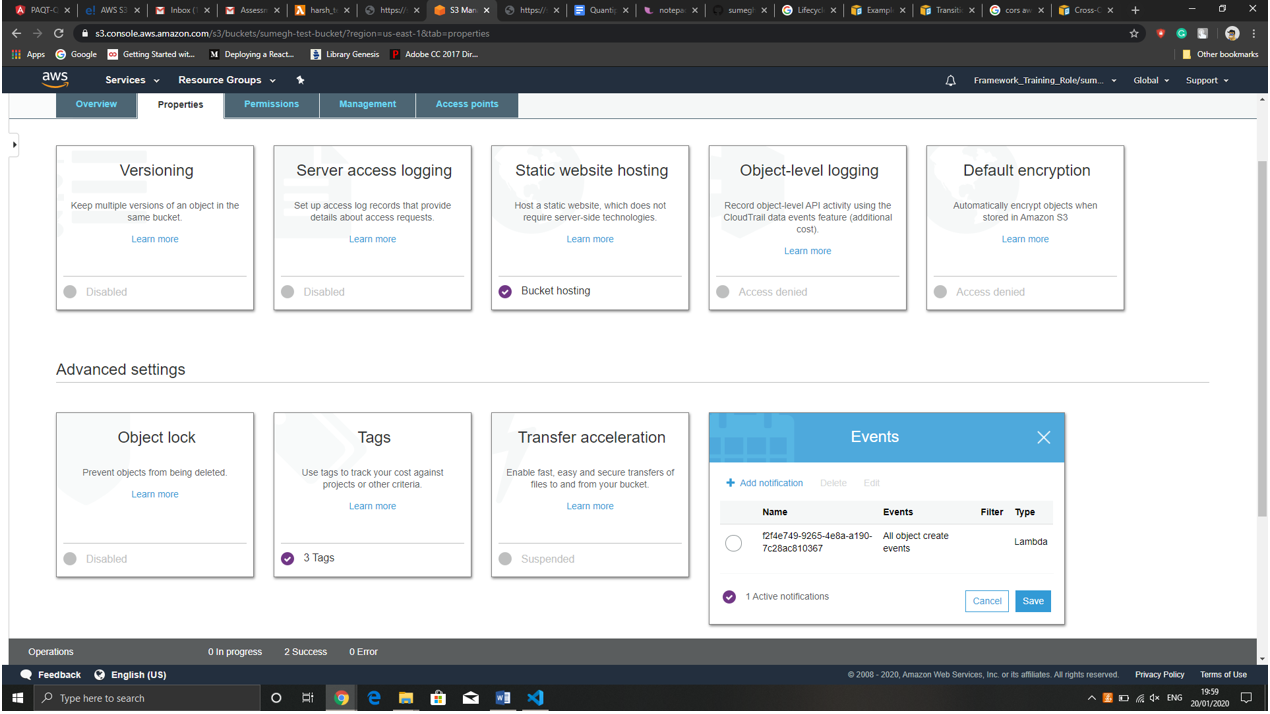 PAQT-C
AWS S3
Inbox (1
Assessn
harsh_t
https:/
S3 Man
https:/
Quantip
notepa
sumegl
Lifecycl
Exampl
Transiti
cors aw
Cross-O
s3.console.aws.amazon.com/s3/buckets/sumegh-test-bucket/?region=us-east-1&tab=properties
Apps
Google
Getting Started wit...
Deploying a React...
Library Genesis
Adobe CC 2017 Dir...
Other bookmarks
aws
Services
Resource Groups
Framework_Training_Role/sum...
Global
Support
Overview
Properties
Permissions
Management
Access points
Versioning
Keep multiple versions of an object in the
same bucket.
Learn more
Disabled
Server access logging
Set up access log records that provide
details about access requests.
Learn more
Disabled
Static website hosting
Host a static website, which does not
require server-side technologies.
Learn more
Bucket hosting
Object-level logging
Record object-level API activity using the
CloudTrail data events feature (additional
cost).
Learn more
Access denied
Default encryption
Automatically encrypt objects when
stored in Amazon S3
Learn more
Access denied
Advanced settings
Object lock
Prevent objects from being deleted.
Learn more
Disabled
Tags
Use tags to track your cost against
projects or other criteria.
Learn more
3 Tags
Transfer acceleration
Enable fast, easy and secure transfers of
files to and from your bucket.
Learn more
Suspended
Events
Add notification Delete Edit
Name Events Filter Type
f2f4e749-9265-4e8a-a190-
7c28ac810367
All object create
events
Lambda
1 Active notifications
Cancel Save
Operations 0 In progress 2 Success 0 Error
Feedback English (US)
© 2008 - 2020, Amazon Web Services, Inc. or its affiliates. All rights reserved. Privacy Policy Terms of Use
Type here to search
ENG
19:59
20/01/2020